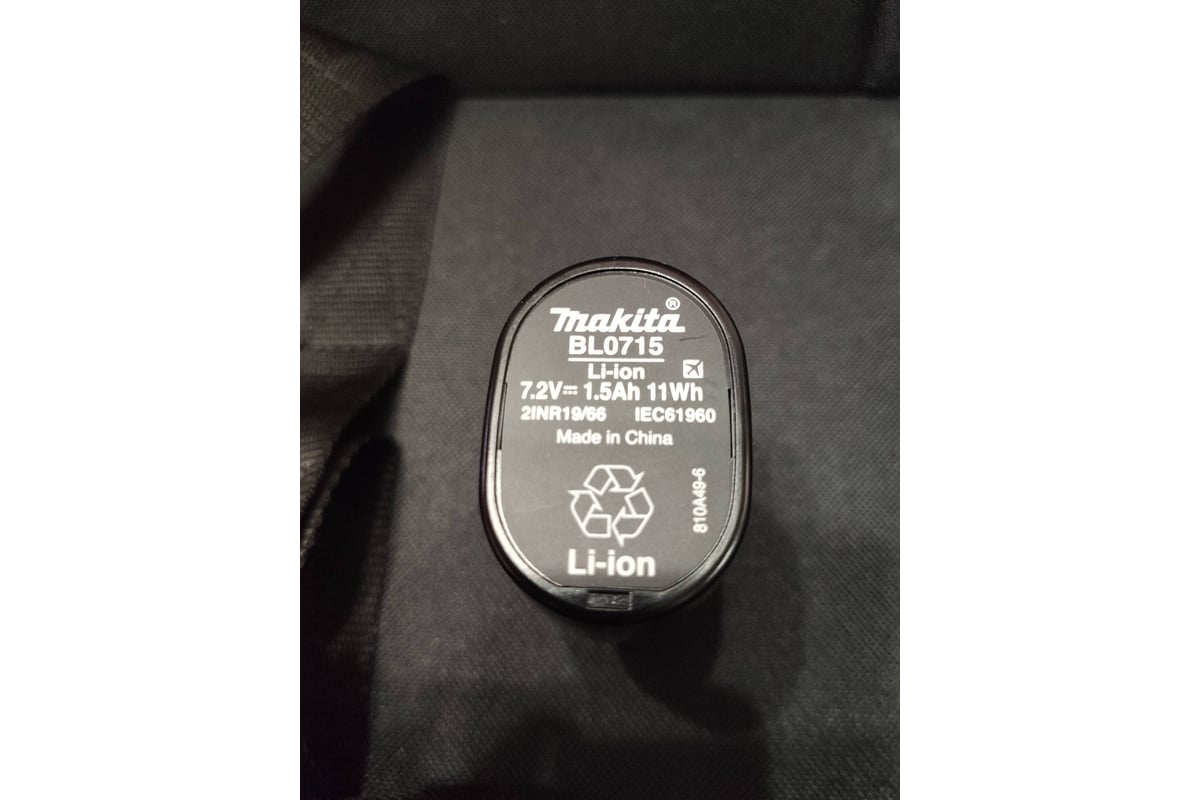 Makita®
BL0715
Li-ion
7.2V⎓ 1.5Ah 11Wh
2INR19/66 IEC61960
Made in China
810A49-6
Li-ion